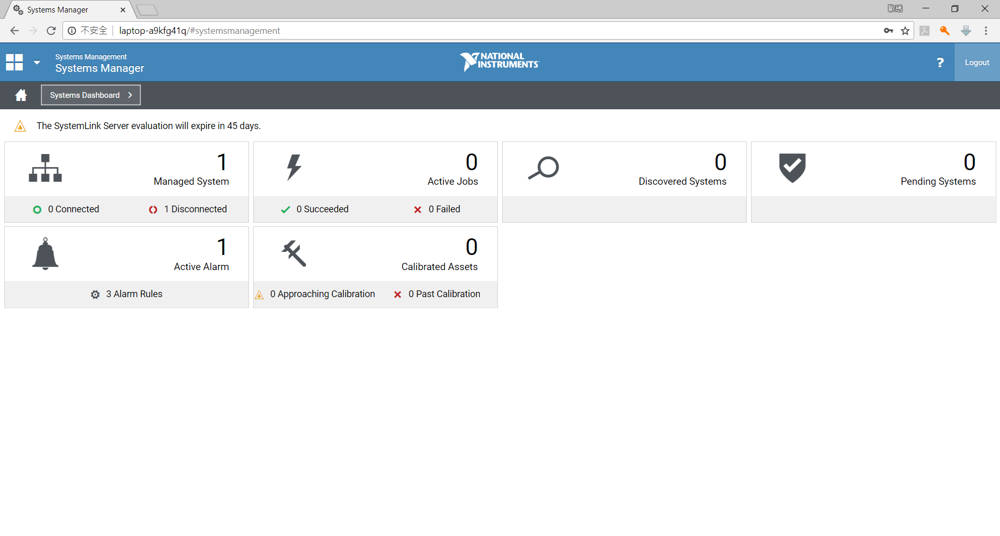 Systems Manager
歐透
不安全
laptop-a9kfg41q/#systemsmanagement
Systems Management
Systems Manager
NATIONAL
INSTRUMENTS
?
Logout
Systems Dashboard
The SystemLink Server evaluation will expire in 45 days.
1
Managed System
0 Connected
1 Disconnected
0
Active Jobs
0 Succeeded
0 Failed
0
Discovered Systems
0
Pending Systems
1
Active Alarm
3 Alarm Rules
0
Calibrated Assets
0 Approaching Calibration
0 Past Calibration